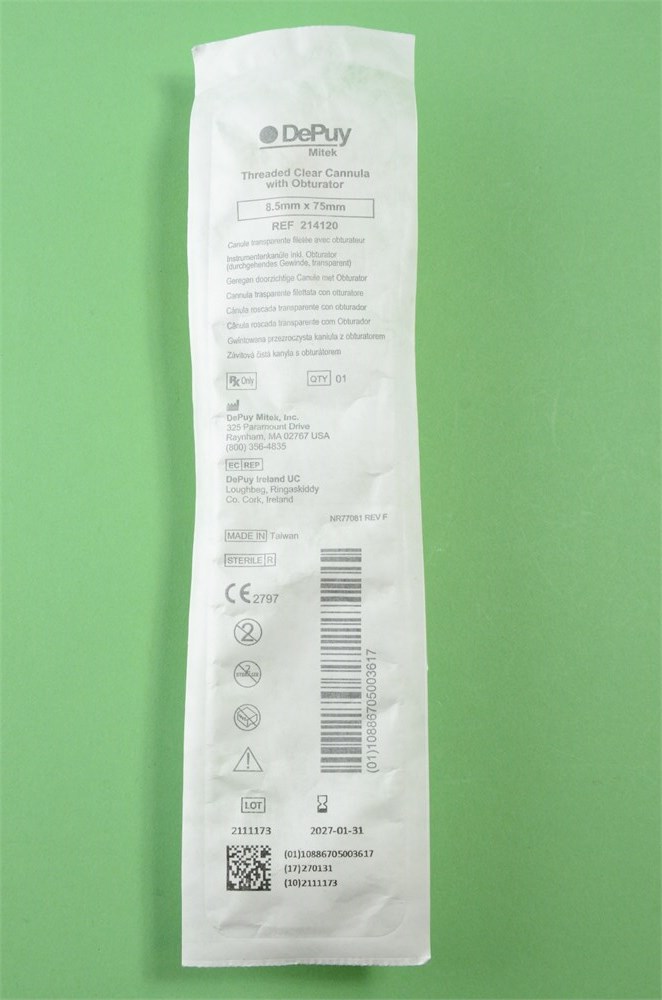 DePuy
Mitek
Threaded Clear Cannula
with Obturator
8.5mm x 75mm
REF 214120
Canule transparente filetée avec obturateur
Instrumentenkanüle inkl. Obturator
(durchgehendes Gewinde, transparent)
Geregen doorzichtige Canule met Obturator
Cannula trasparente filettata con otturatore
Cánula roscada transparente con obturador
Cânula roscada transparente com Obturador
Gwintowana przezroczysta kaniula z obturatorem
Závitová čistá kanyla s obturátorem
Rx Only
QTY 01
DePuy Mitek, Inc.
325 Paramount Drive
Raynham, MA 02767 USA
(800) 356-4835
EC REP
DePuy Ireland UC
Loughbeg, Ringaskiddy
Co. Cork, Ireland
NR77061 REV F
MADE IN Taiwan
STERILE R
CE 2797
2
2
STERILIZE
(01)10886705003617
LOT
2111173
2027-01-31
(01)10886705003617
(17)270131
(10)2111173